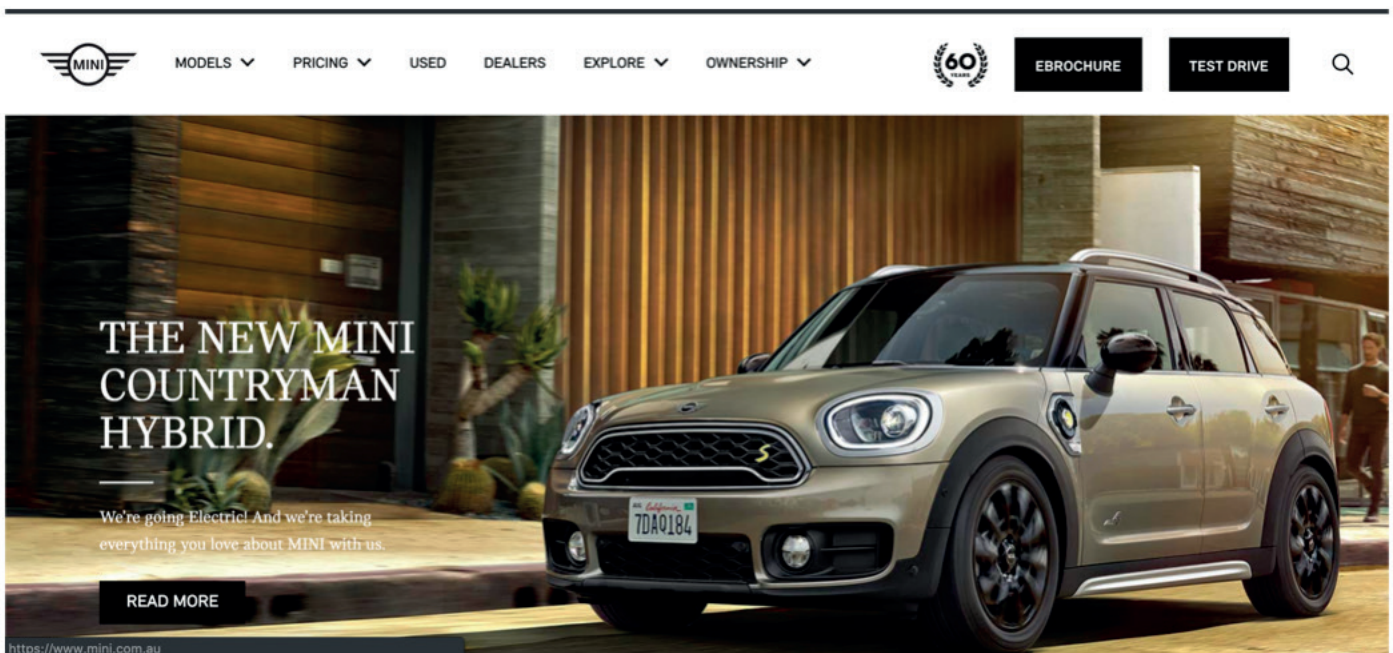 MINI
MODELS
PRICING
USED
DEALERS
EXPLORE
OWNERSHIP
60
YEARS
EBROCHURE
TEST DRIVE
THE NEW MINI
COUNTRYMAN
HYBRID.
We're going Electric! And we're taking
everything you love about MINI with us.
READ MORE
S
California
7DAQ184
https://www.mini.com.au